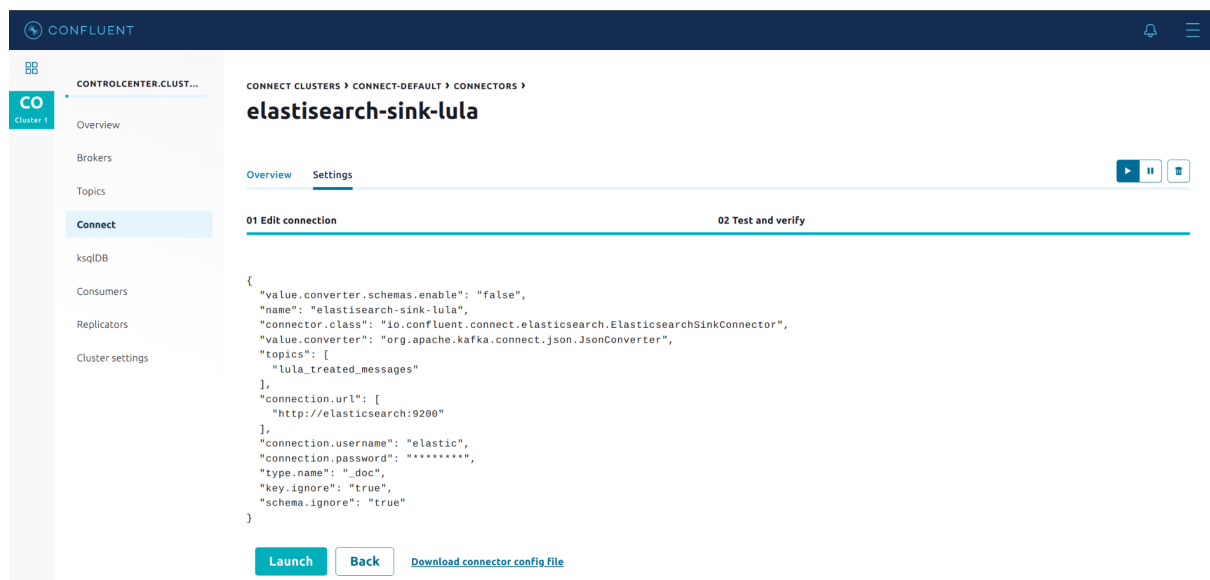 CONFLUENT
CO
Cluster 1
CONTROLCENTER.CLUST...
Overview
Brokers
Topics
Connect
ksqlDB
Consumers
Replicators
Cluster settings
CONNECT CLUSTERS › CONNECT-DEFAULT › CONNECTORS ›
elastisearch-sink-lula
Overview Settings
01 Edit connection 02 Test and verify
{
  "value.converter.schemas.enable": "false",
  "name": "elastisearch-sink-lula",
  "connector.class": "io.confluent.connect.elasticsearch.ElasticsearchSinkConnector",
  "value.converter": "org.apache.kafka.connect.json.JsonConverter",
  "topics": [
    "lula_treated_messages"
  ],
  "connection.url": [
    "http://elasticsearch:9200"
  ],
  "connection.username": "elastic",
  "connection.password": "********",
  "type.name": "_doc",
  "key.ignore": "true",
  "schema.ignore": "true"
}
Launch Back Download connector config file